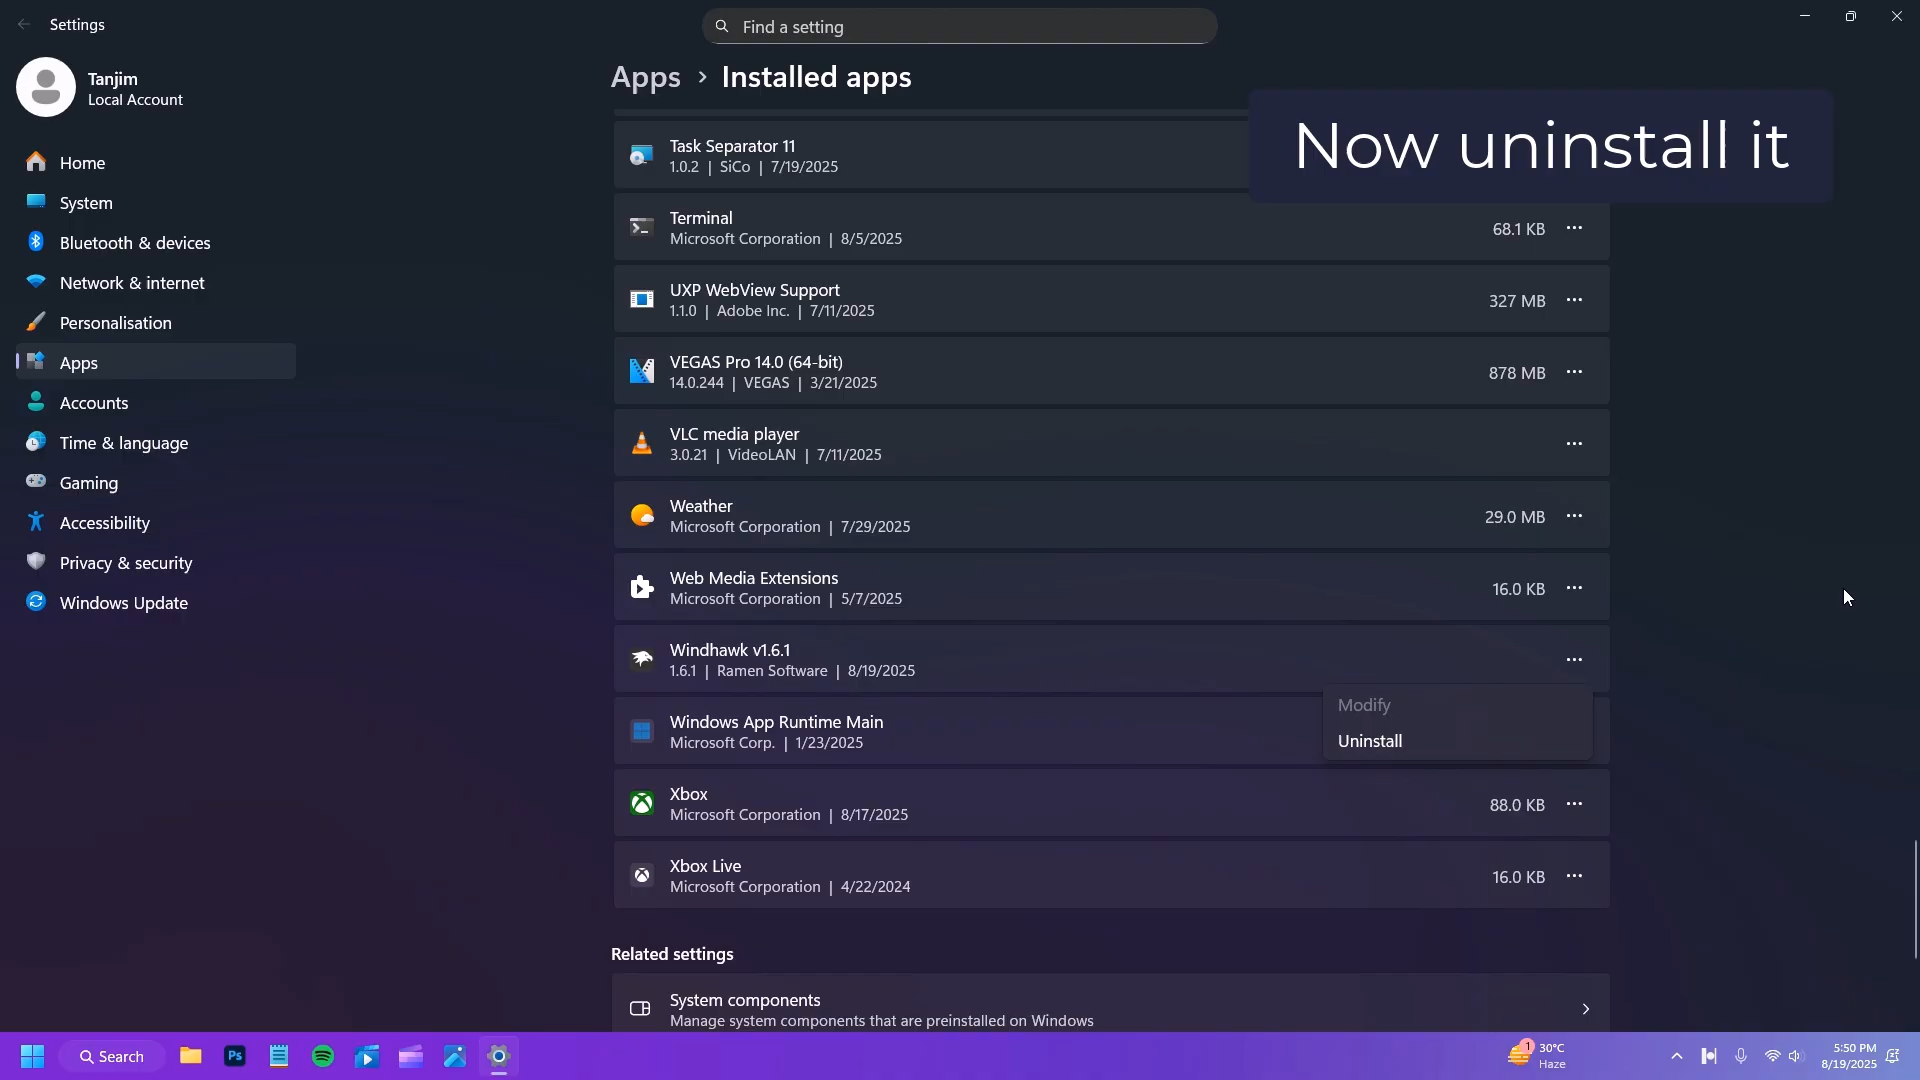 Settings
Find a setting
Tanjim
Local Account
Home
System
Bluetooth & devices
Network & internet
Personalisation
Apps
Accounts
Time & language
Gaming
Accessibility
Privacy & security
Windows Update
Apps › Installed apps
Now uninstall it
Task Separator 11
1.0.2 | SiCo | 7/19/2025
Terminal
Microsoft Corporation | 8/5/2025
68.1 KB
UXP WebView Support
1.1.0 | Adobe Inc. | 7/11/2025
327 MB
VEGAS Pro 14.0 (64-bit)
14.0.244 | VEGAS | 3/21/2025
878 MB
VLC media player
3.0.21 | VideoLAN | 7/11/2025
Weather
Microsoft Corporation | 7/29/2025
29.0 MB
Web Media Extensions
Microsoft Corporation | 5/7/2025
16.0 KB
Windhawk v1.6.1
1.6.1 | Ramen Software | 8/19/2025
Modify
Uninstall
Windows App Runtime Main
Microsoft Corp. | 1/23/2025
Xbox
Microsoft Corporation | 8/17/2025
88.0 KB
Xbox Live
Microsoft Corporation | 4/22/2024
16.0 KB
Related settings
System components
Manage system components that are preinstalled on Windows
Search
Ps
1
30°C
Haze
5:50 PM
8/19/2025